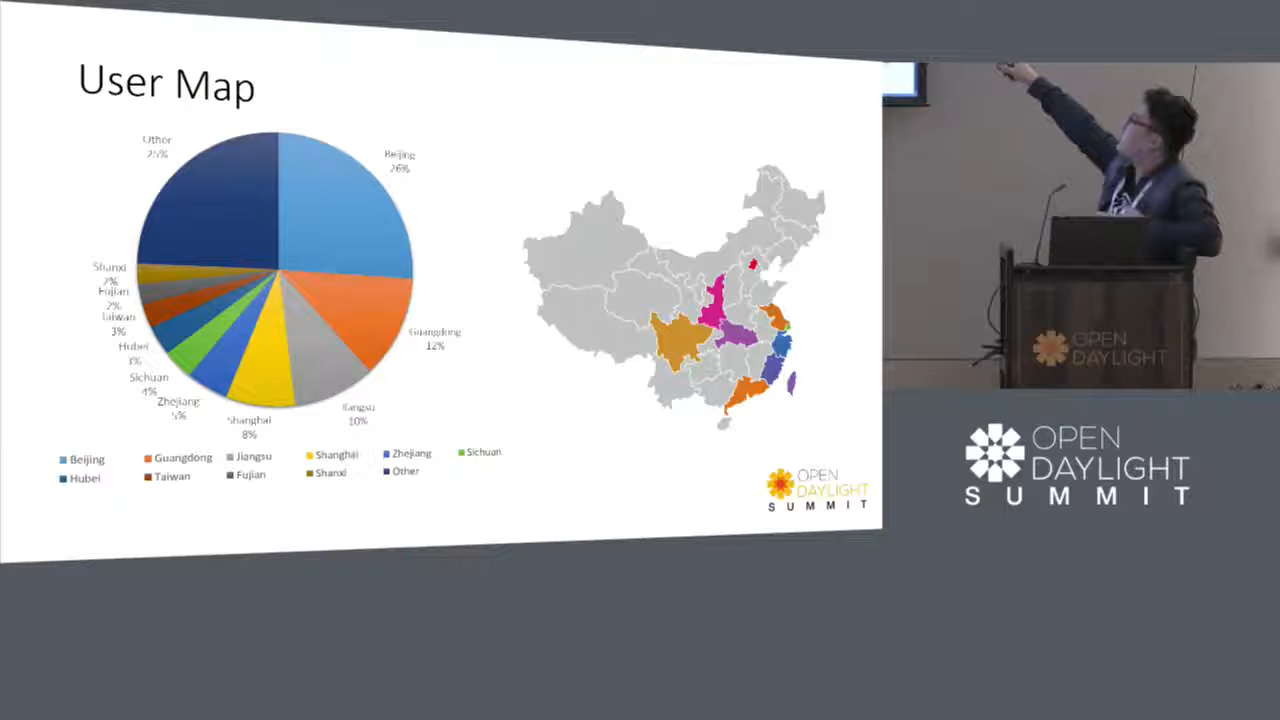 User Map
Other
25%
Beijing
26%
Shanxi
2%
Fujian
2%
Taiwan
3%
Hubei
3%
Sichuan
4%
Zhejiang
5%
Shanghai
8%
Jiangsu
10%
Guangdong
12%
Beijing Guangdong Jiangsu Shanghai Zhejiang Sichuan
Hubei Taiwan Fujian Shanxi Other
OPEN
DAYLIGHT
SUMMIT
OPEN
DAYLIGHT
OPEN
DAYLIGHT
SUMMIT